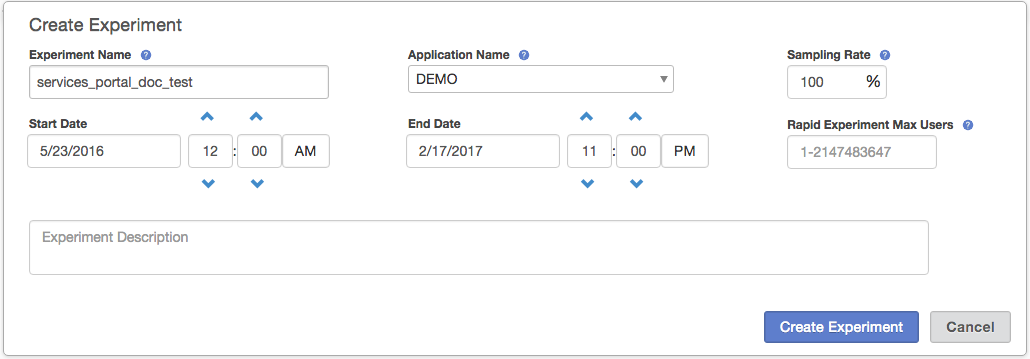 Create Experiment
Experiment Name ?
Application Name ?
Sampling Rate ?
services_portal_doc_test
DEMO
100 %
Start Date
End Date
Rapid Experiment Max Users ?
5/23/2016 12 : 00 AM
2/17/2017 11 : 00 PM
1-2147483647
Experiment Description
Create Experiment
Cancel